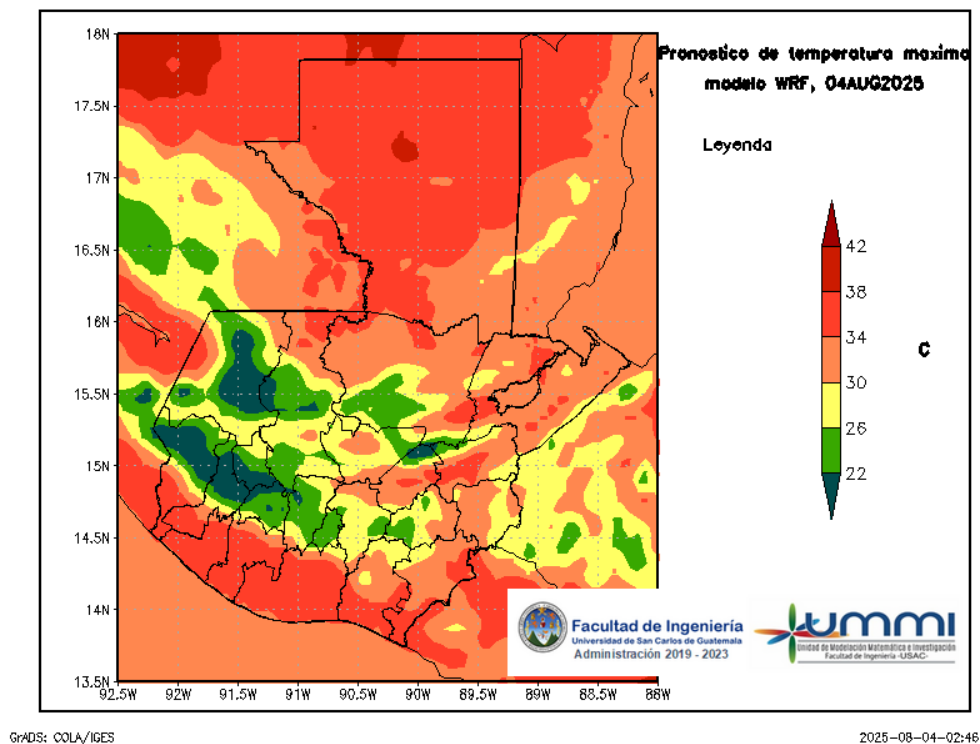 Pronostico de temperatura maxima
modelo WRF, 04AUG2025
Leyenda
18N
17.5N
17N
16.5N
16N
15.5N
15N
14.5N
14N
13.5N
92.5W 92W 91.5W 91W 90.5W 90W 89.5W 89W 88.5W 88W
42
38
34
30
26
22
C
Facultad de Ingeniería
Universidad de San Carlos de Guatemala
Administración 2019 - 2023
ummi
Unidad de Modelación Matemática e Investigación
Facultad de Ingeniería -USAC-
GrADS: COLA/IGES
2025-08-04-02:46